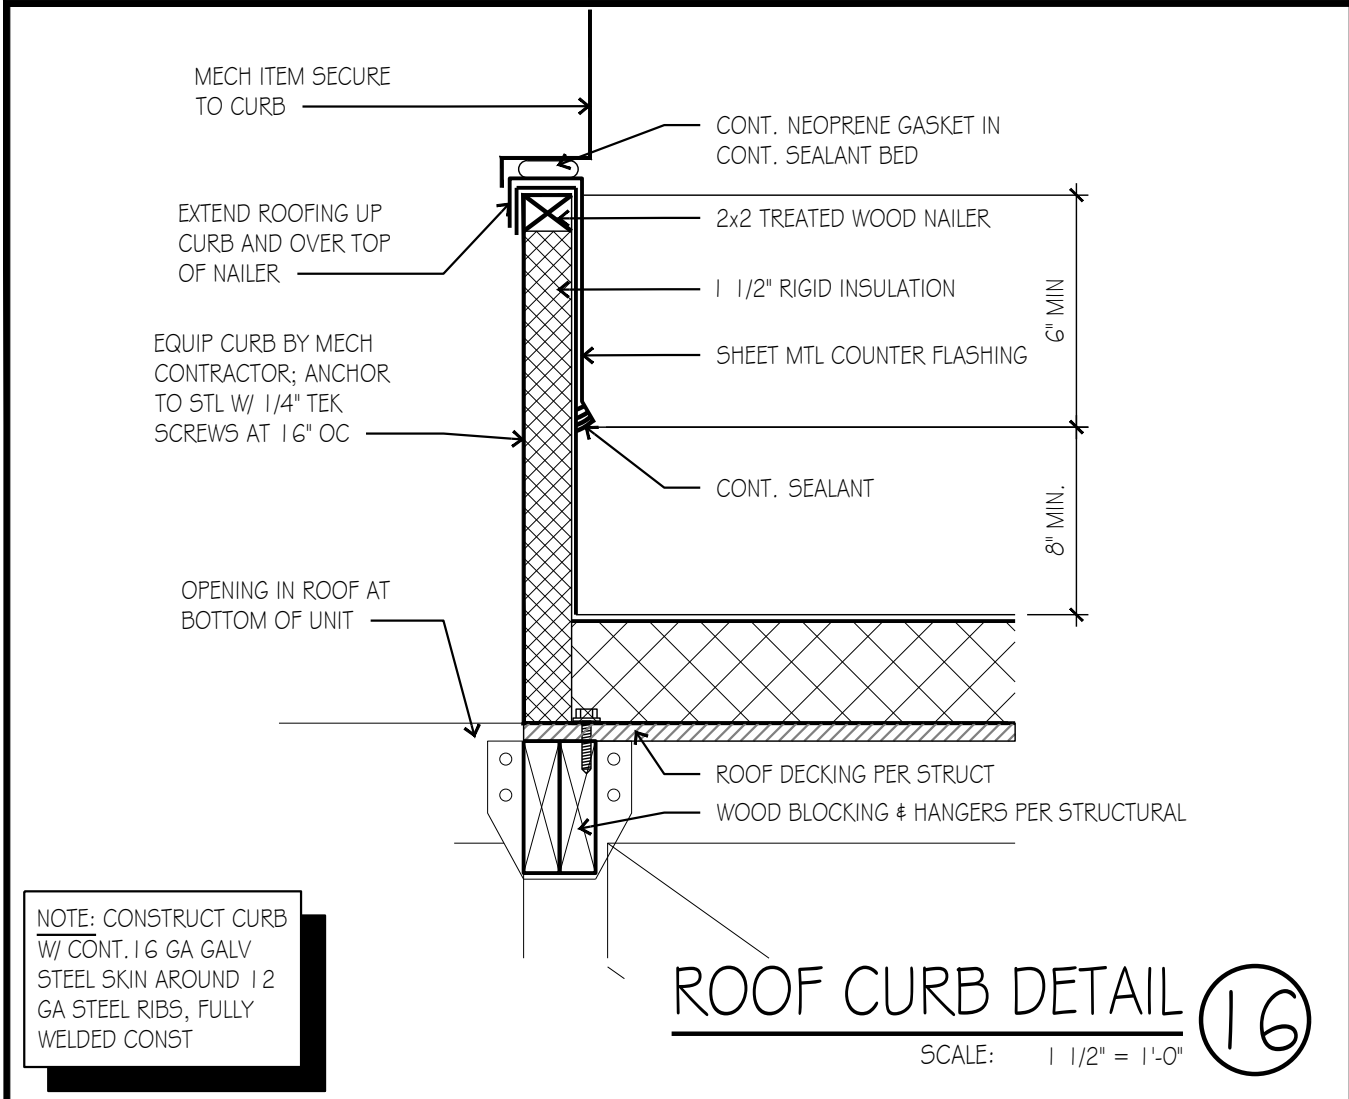 MECH ITEM SECURE
TO CURB
CONT. NEOPRENE GASKET IN
CONT. SEALANT BED
EXTEND ROOFING UP
CURB AND OVER TOP
OF NAILER
2x2 TREATED WOOD NAILER
1 1/2" RIGID INSULATION
6" MIN
EQUIP CURB BY MECH
CONTRACTOR; ANCHOR
TO STL W/ 1/4" TEK
SCREWS AT 16" OC
SHEET MTL COUNTER FLASHING
CONT. SEALANT
8" MIN.
OPENING IN ROOF AT
BOTTOM OF UNIT
ROOF DECKING PER STRUCT
WOOD BLOCKING & HANGERS PER STRUCTURAL
NOTE: CONSTRUCT CURB
W/ CONT. 16 GA GALV
STEEL SKIN AROUND 12
GA STEEL RIBS, FULLY
WELDED CONST
ROOF CURB DETAIL
16
SCALE: 1 1/2" = 1'-0"